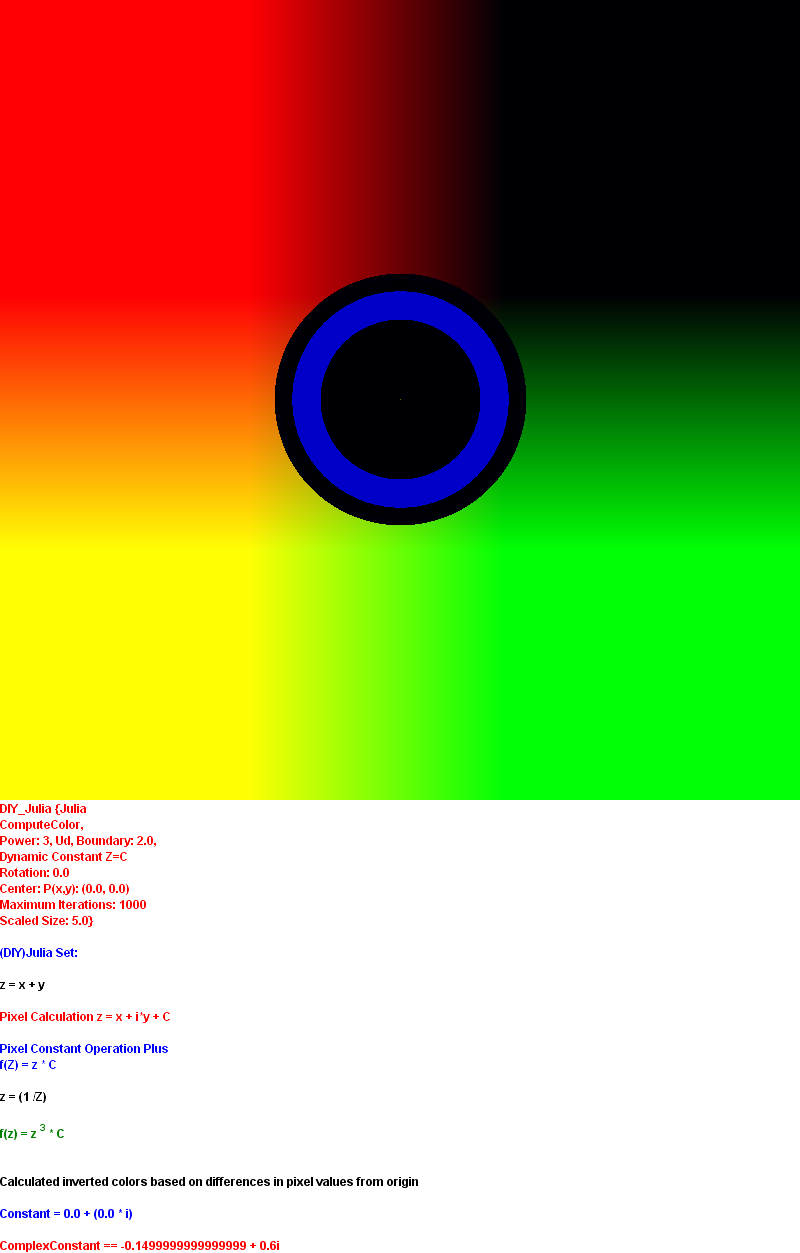 DIY_Julia {Julia
ComputeColor,
Power: 3, Ud, Boundary: 2.0,
Dynamic Constant Z=C
Rotation: 0.0
Center: P(x,y): (0.0, 0.0)
Maximum Iterations: 1000
Scaled Size: 5.0}
(DIY)Julia Set:
z = x + y
Pixel Calculation z = x + i*y + C
Pixel Constant Operation Plus
f(Z) = z * C
z = (1 /Z)
f(z) = z ³ * C
Calculated inverted colors based on differences in pixel values from origin
Constant = 0.0 + (0.0 * i)
ComplexConstant == -0.1499999999999999 + 0.6i